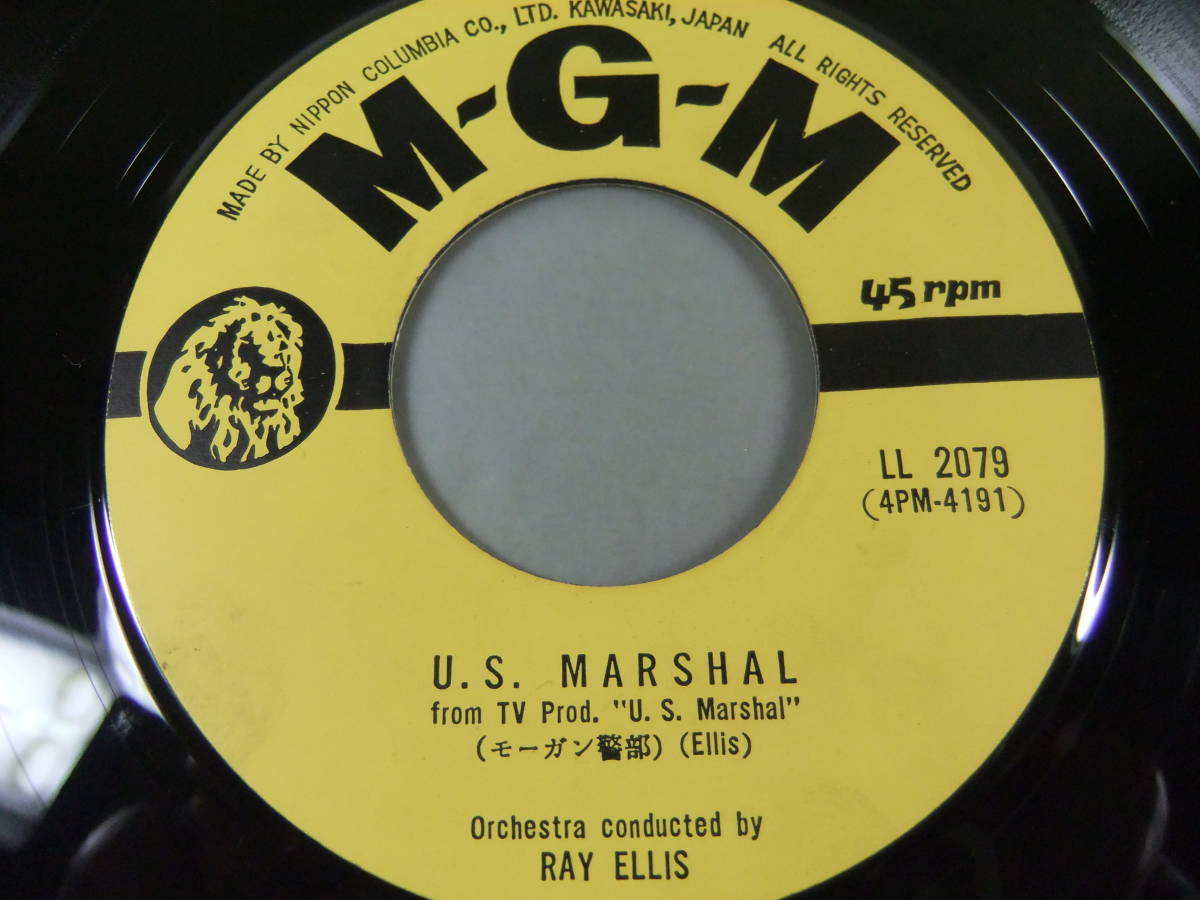 MADE BY NIPPON COLUMBIA CO., LTD. KAWASAKI, JAPAN ALL RIGHTS RESERVED
M-G-M
45 rpm
LL 2079
(4PM-4191)
U.S. MARSHAL
from TV Prod. "U. S. Marshal"
(モーガン警部) (Ellis)
Orchestra conducted by
RAY ELLIS